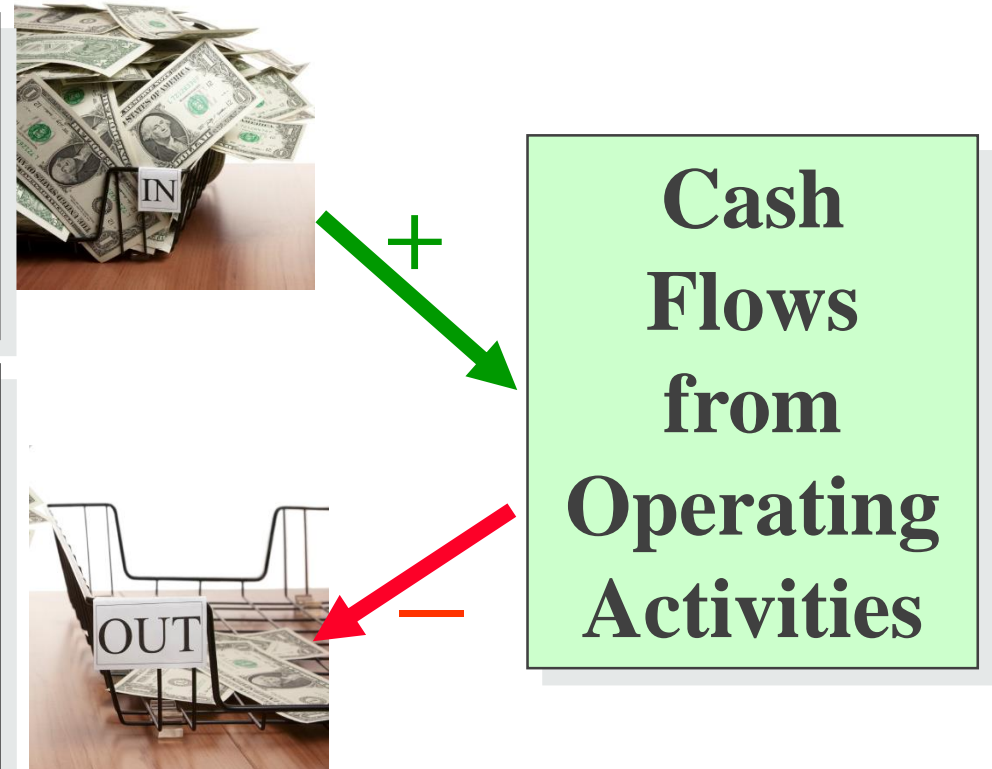 IN
+
Cash
Flows
from
Operating
Activities
–
OUT